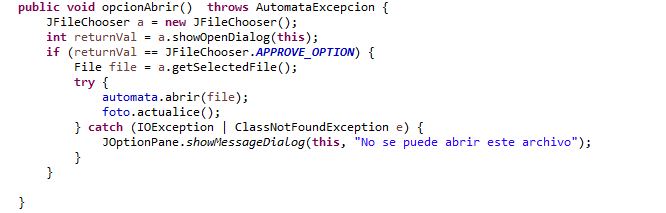 public void opcionAbrir()  throws AutomataExcepcion {
    JFileChooser a = new JFileChooser();
    int returnVal = a.showOpenDialog(this);
    if (returnVal == JFileChooser.APPROVE_OPTION) {
        File file = a.getSelectedFile();
        try {
            automata.abrir(file);
            foto.actualice();
        } catch (IOException | ClassNotFoundException e) {
            JOptionPane.showMessageDialog(this, "No se puede abrir este archivo");
        }
    }
}